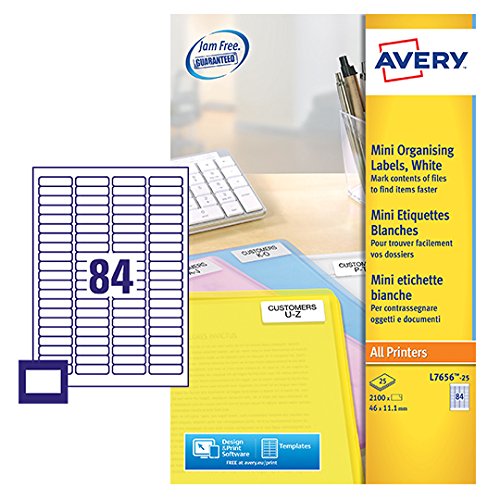 Jam Free.
GUARANTEED
AVERY
Mini Organising
Labels, White
Mark contents of files
to find items faster
Mini Etiquettes
Blanches
Pour trouver facilement
vos dossiers
Mini etichette
bianche
Per contrassegnare
oggetti e documenti
84
CUSTOMERS
K-O
CUSTOMERS
U-Z
All Printers
L7656™-25
25
2100 x
84
46 x 11.1mm
Design
&Print
Software
Templates
FREE at avery.eu/print